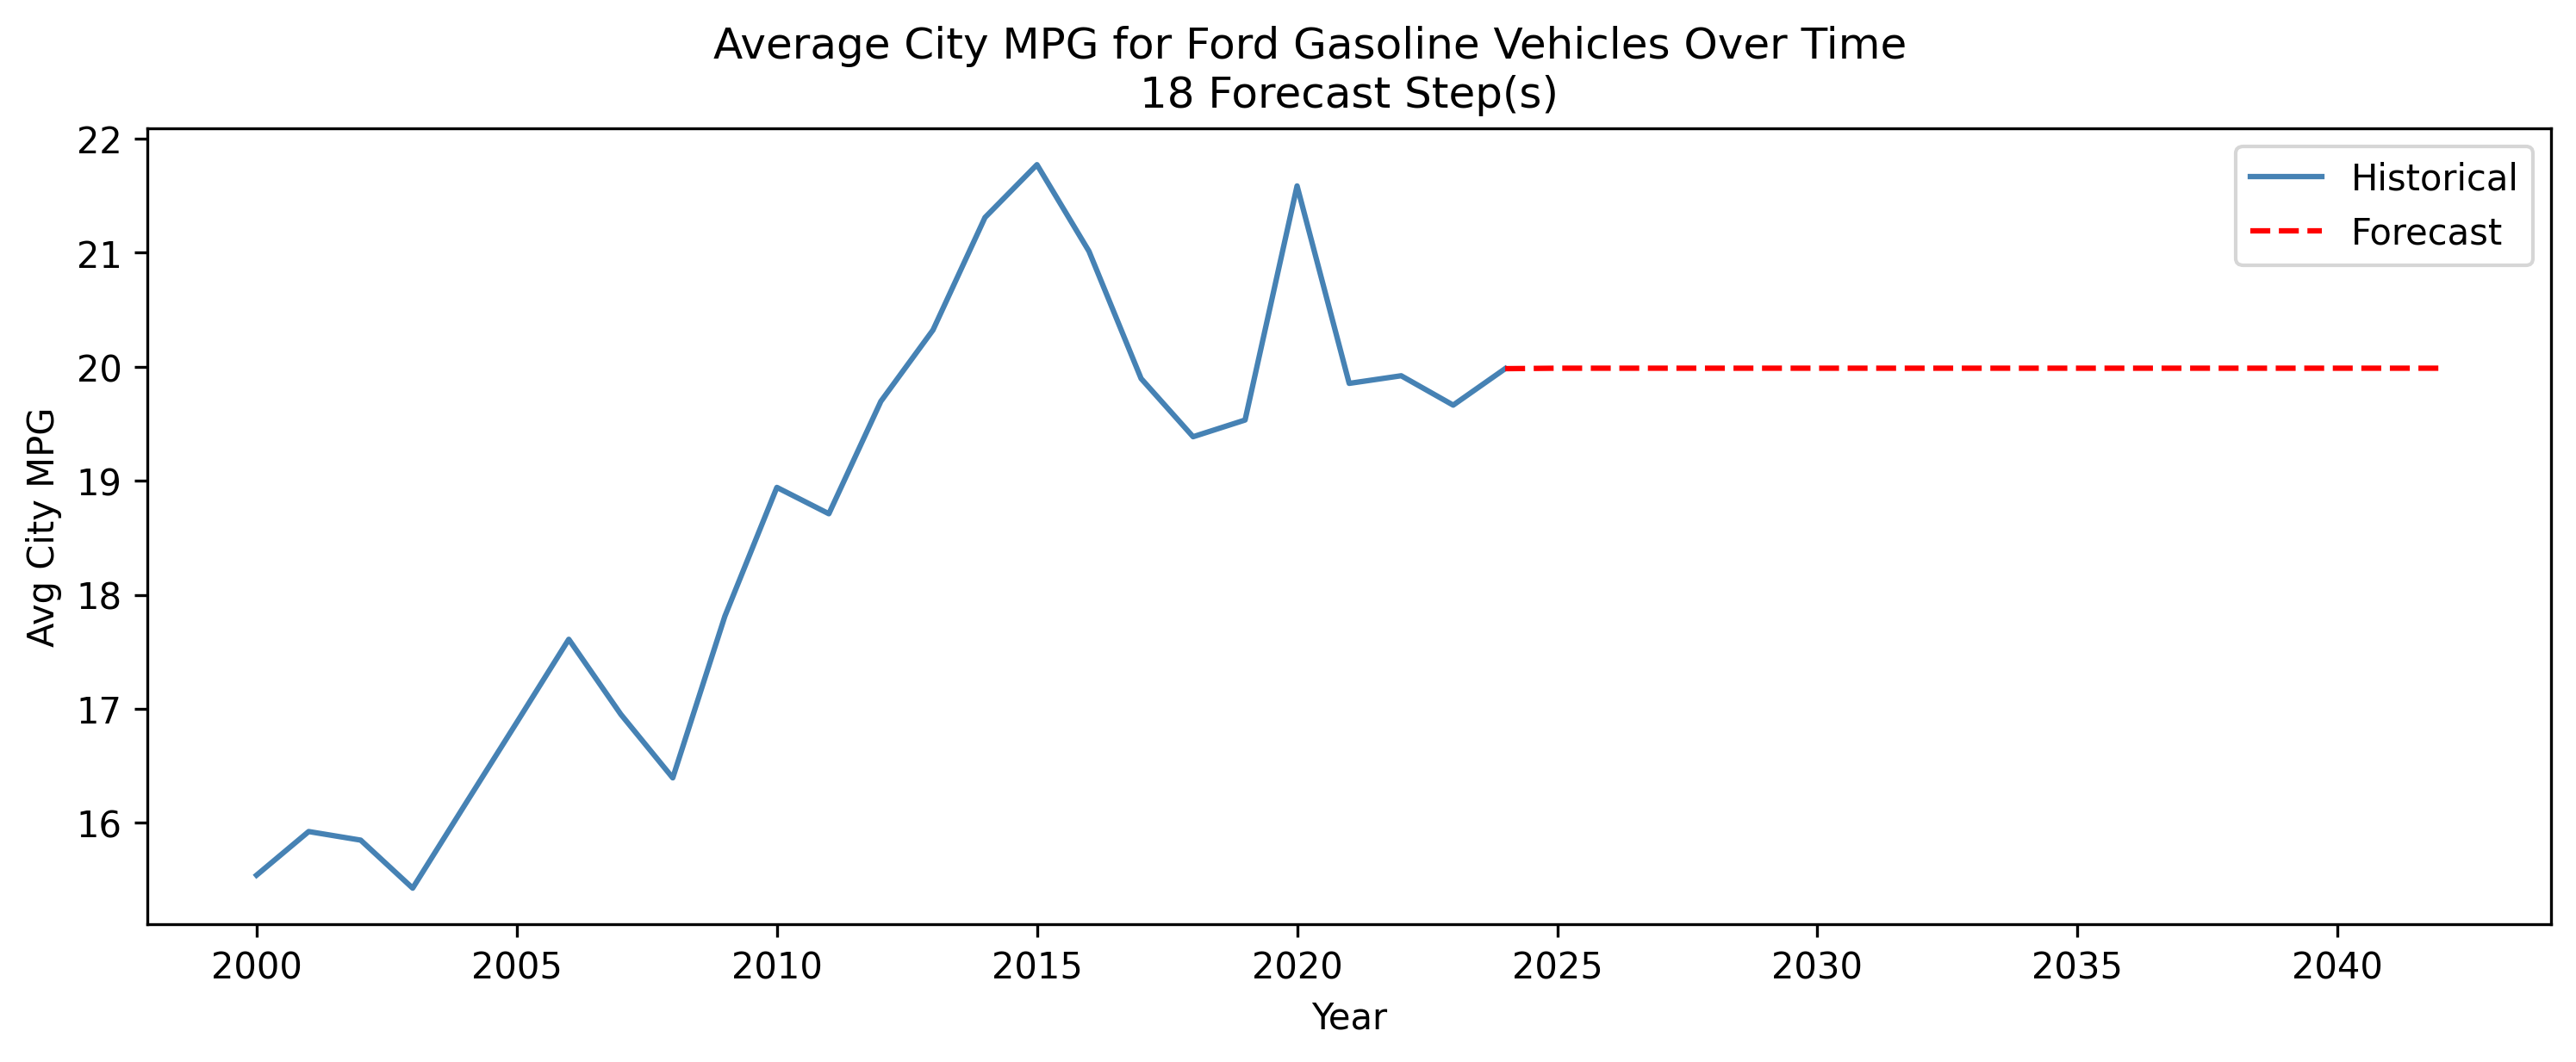 Average City MPG for Ford Gasoline Vehicles Over Time
18 Forecast Step(s)
22
21
20
19
18
17
16
Avg City MPG
Historical
Forecast
2000
2005
2010
2015
2020
2025
2030
2035
2040
Year